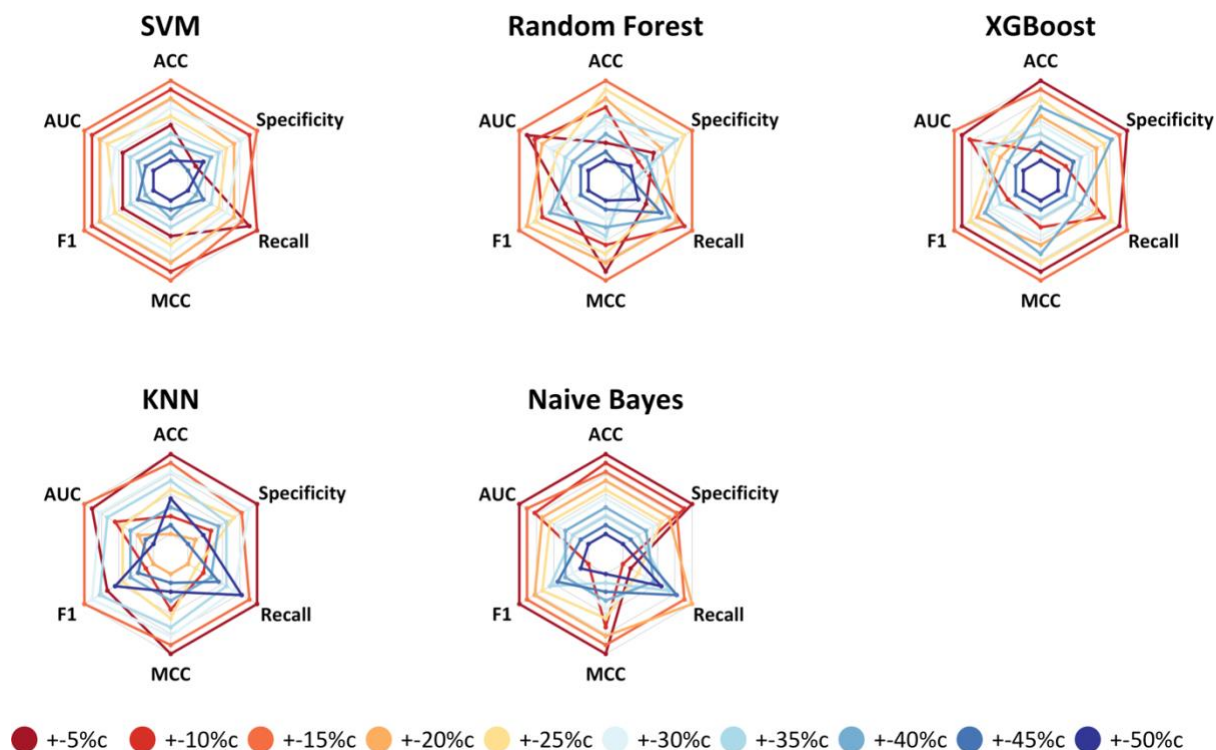 SVM
Random Forest
XGBoost
ACC
ACC
ACC
AUC
Specificity
AUC
Specificity
AUC
Specificity
F1
Recall
F1
Recall
F1
Recall
MCC
MCC
MCC
KNN
Naive Bayes
ACC
ACC
AUC
Specificity
AUC
Specificity
F1
Recall
F1
Recall
MCC
MCC
+-5%c +-10%c +-15%c +-20%c +-25%c +-30%c +-35%c +-40%c +-45%c +-50%c